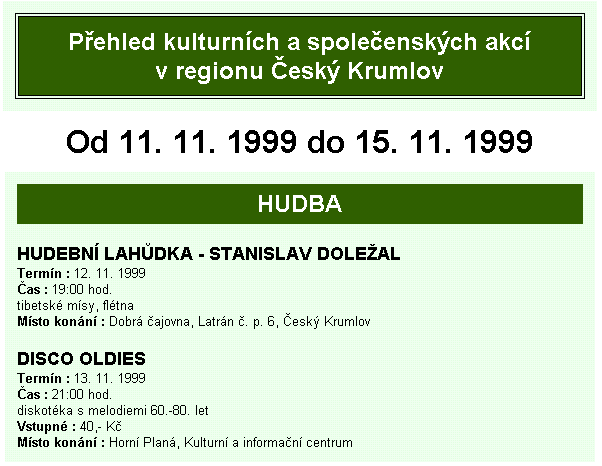 Přehled kulturních a společenských akcí
v regionu Český Krumlov
Od 11. 11. 1999 do 15. 11. 1999
HUDBA
HUDEBNÍ LAHŮDKA - STANISLAV DOLEŽAL
Termín : 12. 11. 1999
Čas : 19:00 hod.
tibetské mísy, flétna
Místo konání : Dobrá čajovna, Latrán č. p. 6, Český Krumlov
DISCO OLDIES
Termín : 13. 11. 1999
Čas : 21:00 hod.
diskotéka s melodiemi 60.-80. let
Vstupné : 40,- Kč
Místo konání : Horní Planá, Kulturní a informační centrum